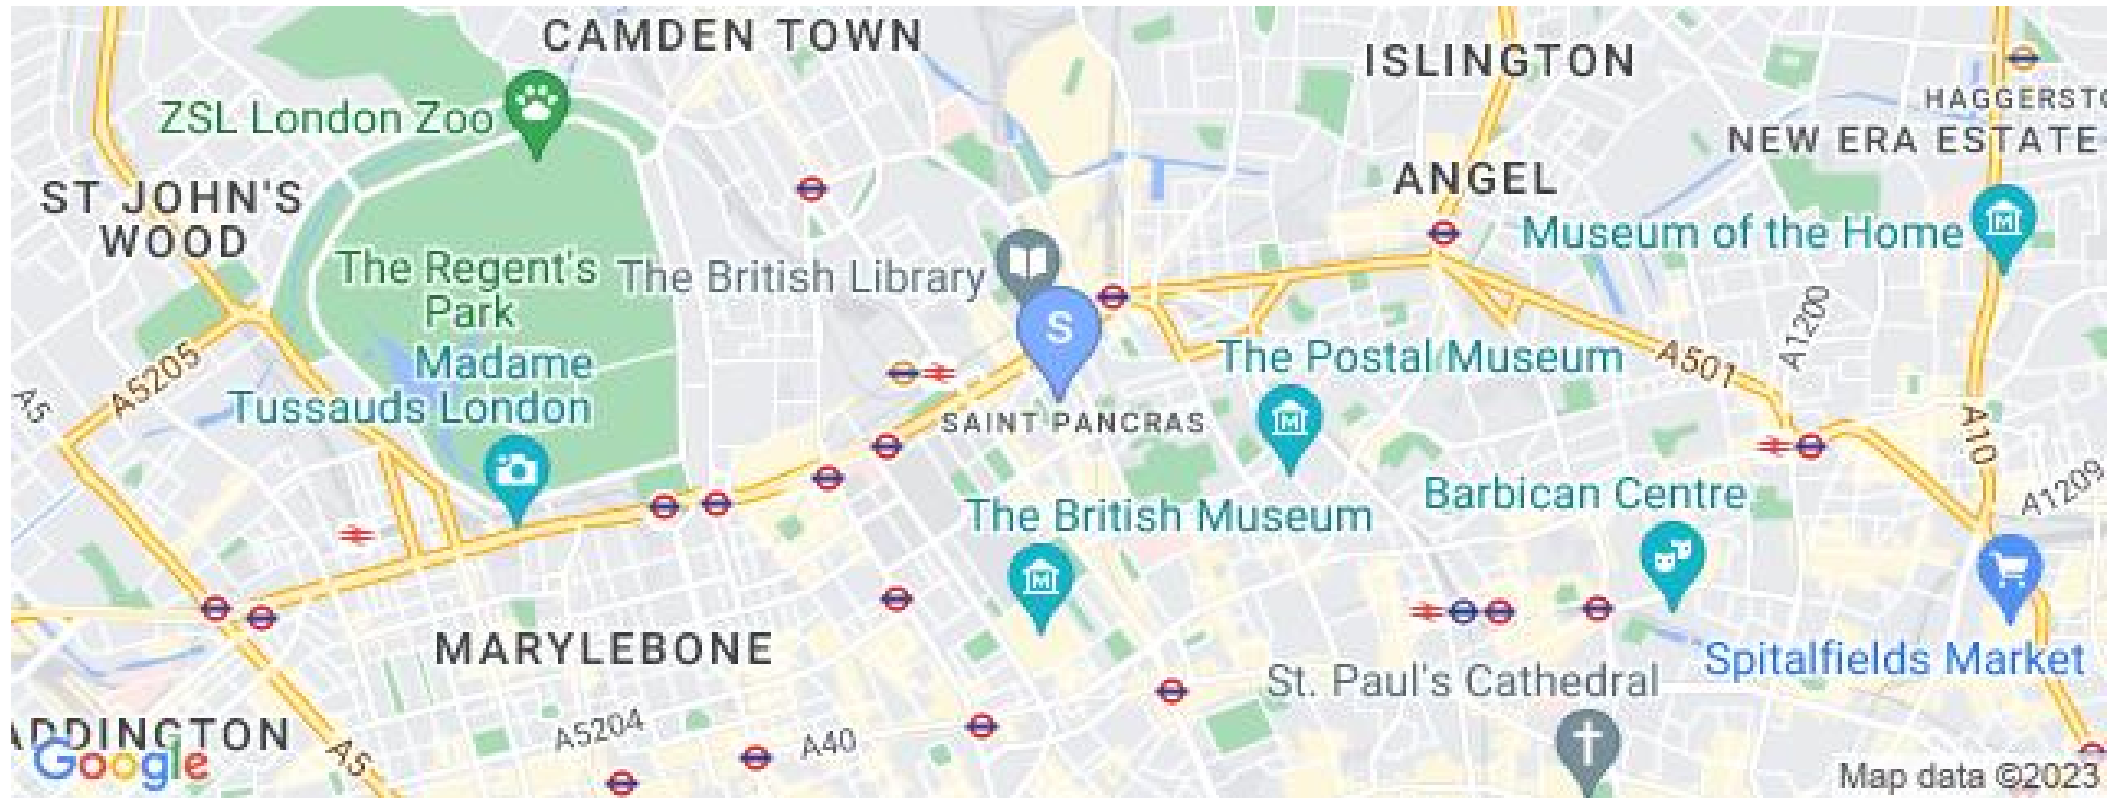 CAMDEN TOWN
ISLINGTON
ZSL London Zoo
HAGGERSTO
NEW ERA ESTATE
ST JOHN'S
WOOD
ANGEL
Museum of the Home
The Regent's
Park
The British Library
S
A1200
Madame
Tussauds London
The Postal Museum
A501
A5205
A5
SAINT PANCRAS
A10
Barbican Centre
A1209
The British Museum
MARYLEBONE
Spitalfields Market
St. Paul's Cathedral
ADDINGTON
A5204
A40
A5
Google
Map data ©2023